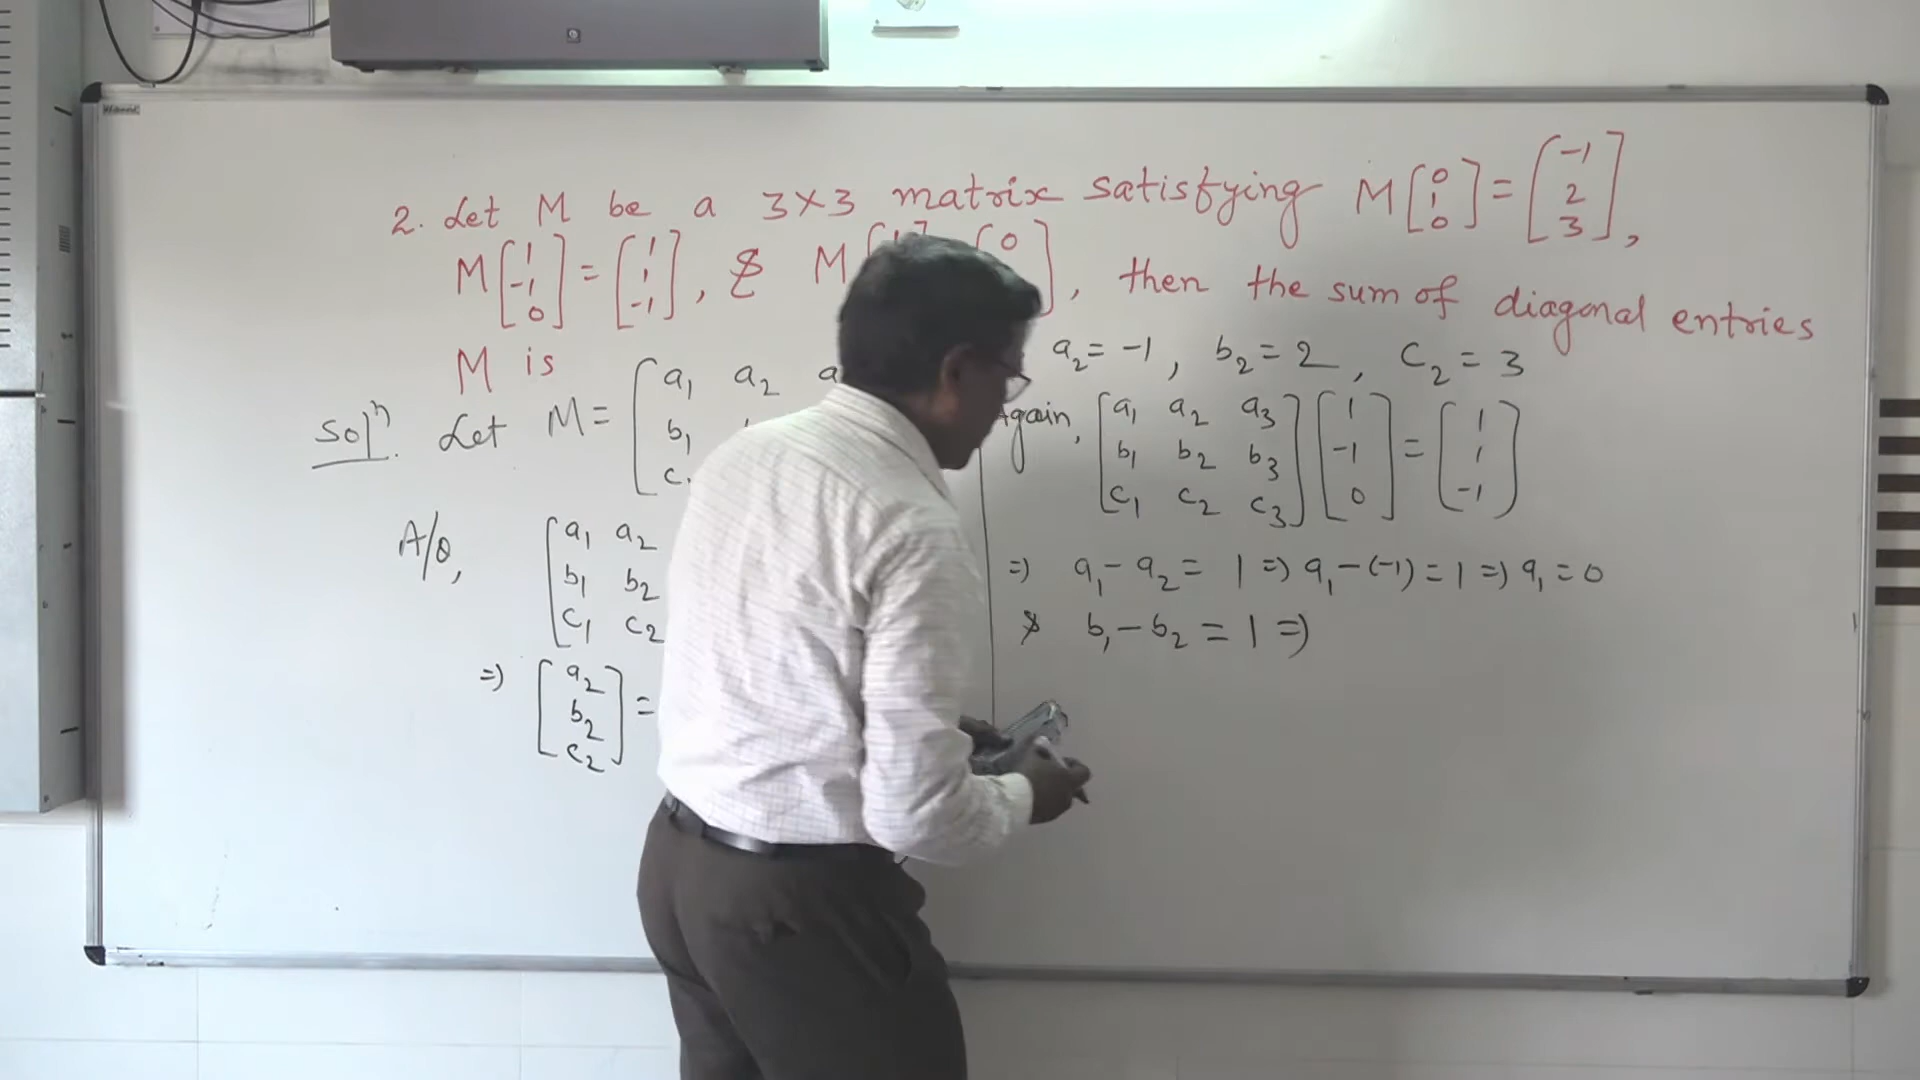 2. Let M be a 3×3 matrix satisfying M [0 1 0] = [-1 2 3],
M [1 -1 0] = [1 1 -1], & M [0 ], then the sum of diagonal entries
M is
Solⁿ. Let M = [a₁ a₂
b₁
A/Q, [a₁ a₂
b₁ b₂
c₁ c₂
=) [a₂ b₂ c₂] =
a₂ = -1, b₂ = 2, c₂ = 3
Again, [a₁ a₂ a₃
b₁ b₂ b₃
c₁ c₂ c₃] [1 -1 0] = [1 1 -1]
=) a₁ - a₂ = 1 =) a₁ - (-1) = 1 =) a₁ = 0
& b₁ - b₂ = 1 =)